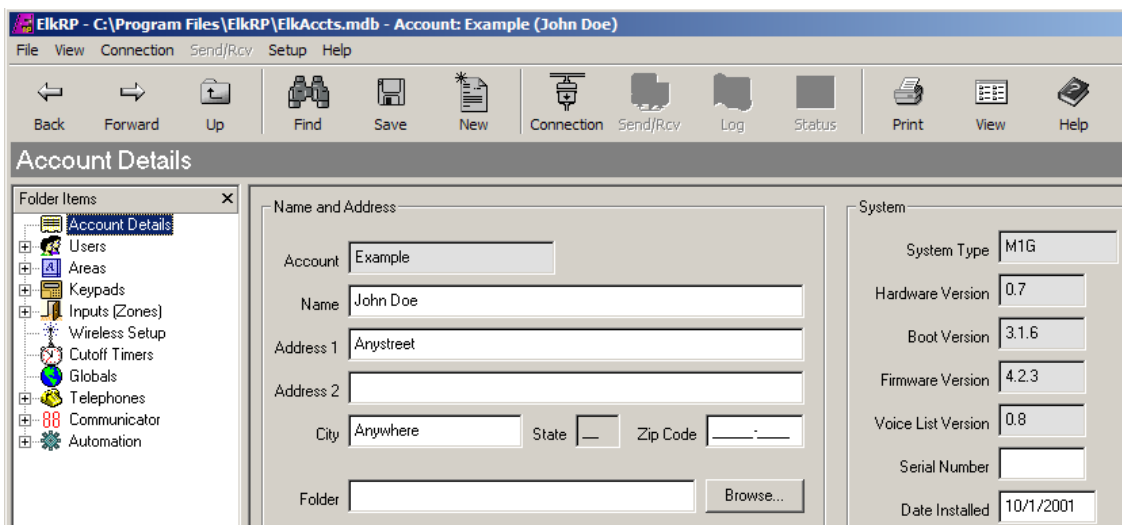 ElkRP - C:\Program Files\ElkRP\ElkAccts.mdb - Account: Example (John Doe)
File View Connection Send/Rcv Setup Help
Back Forward Up Find Save New Connection Send/Rcv Log Status Print View Help
Account Details
Folder Items
Account Details
Users
Areas
Keypads
Inputs (Zones)
Wireless Setup
Cutoff Timers
Globals
Telephones
88 Communicator
Automation
Name and Address
Account Example
Name John Doe
Address 1 Anystreet
Address 2
City Anywhere State __ Zip Code _____-____
Folder Browse...
System
System Type M1G
Hardware Version 0.7
Boot Version 3.1.6
Firmware Version 4.2.3
Voice List Version 0.8
Serial Number
Date Installed 10/1/2001